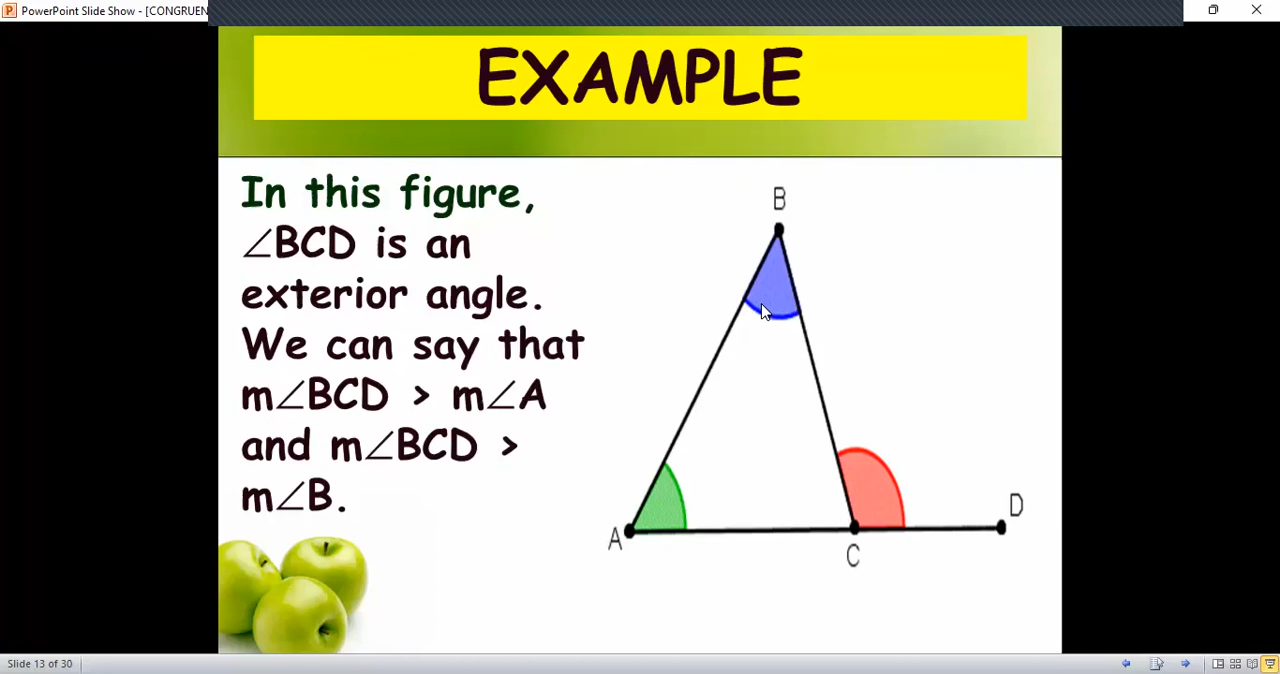 PowerPoint Slide Show - [CONGRUEN
EXAMPLE
In this figure,
∠BCD is an
exterior angle.
We can say that
m∠BCD > m∠A
and m∠BCD >
m∠B.
B
A
C
D
Slide 13 of 30